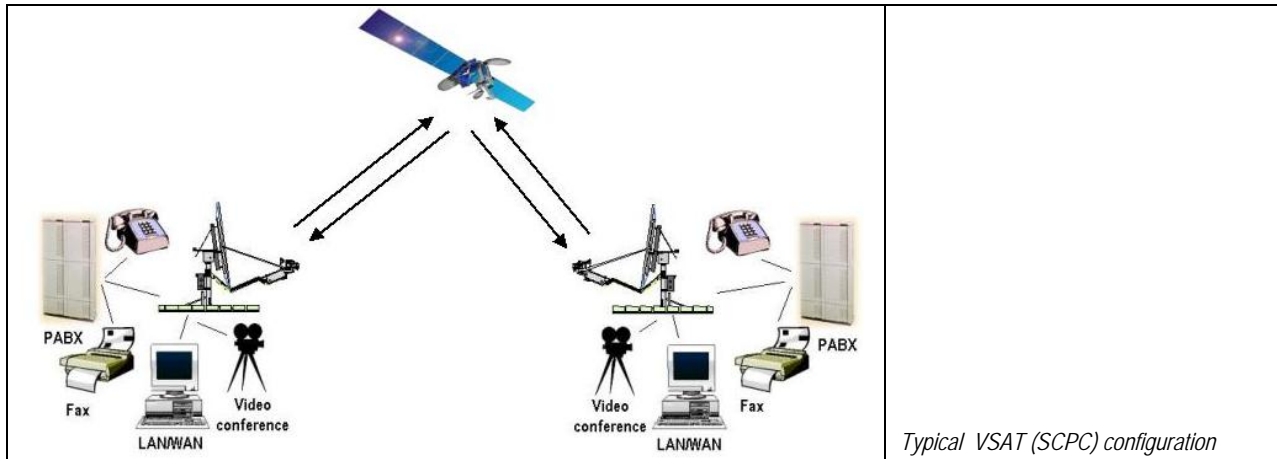 PABX
Fax
LAN/WAN
Video
conference
Video
conference
LAN/WAN
Fax
PABX
Typical VSAT (SCPC) configuration